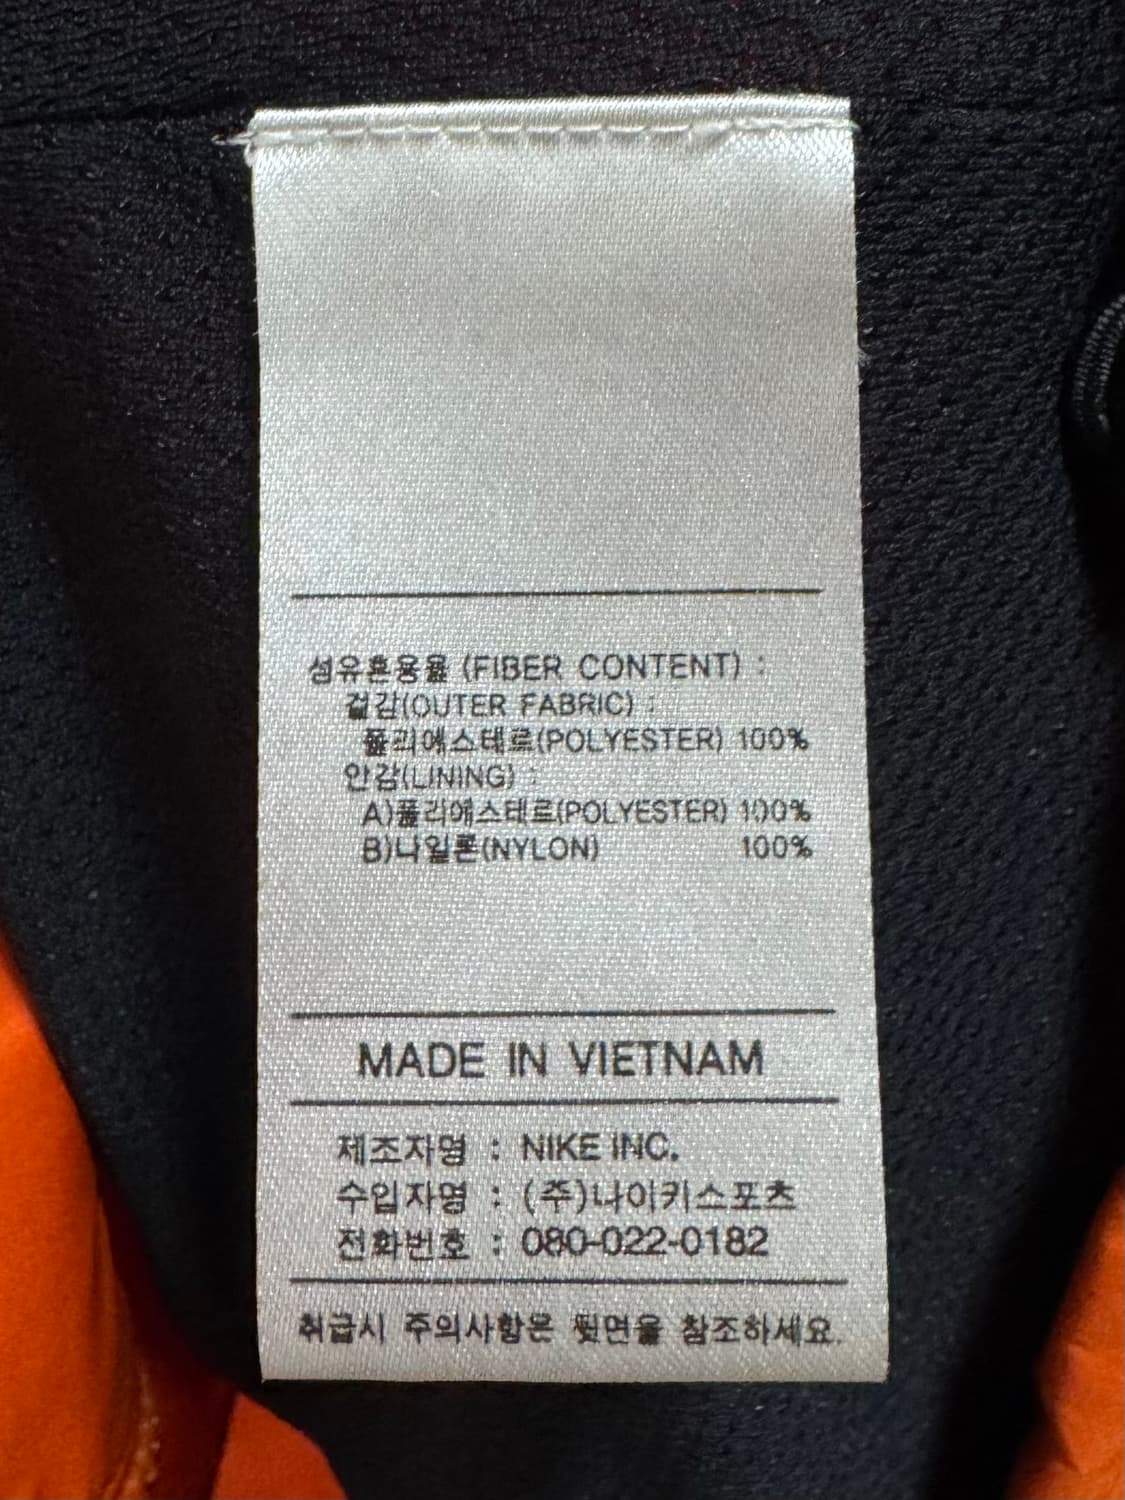 섬유혼용율 (FIBER CONTENT) :
겉감(OUTER FABRIC) :
폴리에스테르(POLYESTER) 100%
안감(LINING) :
A)폴리에스테르(POLYESTER) 100%
B)나일론(NYLON) 100%
MADE IN VIETNAM
제조자명 : NIKE INC.
수입자명 : (주)나이키스포츠
전화번호 : 080-022-0182
취급시 주의사항은 뒷면을 참조하세요.